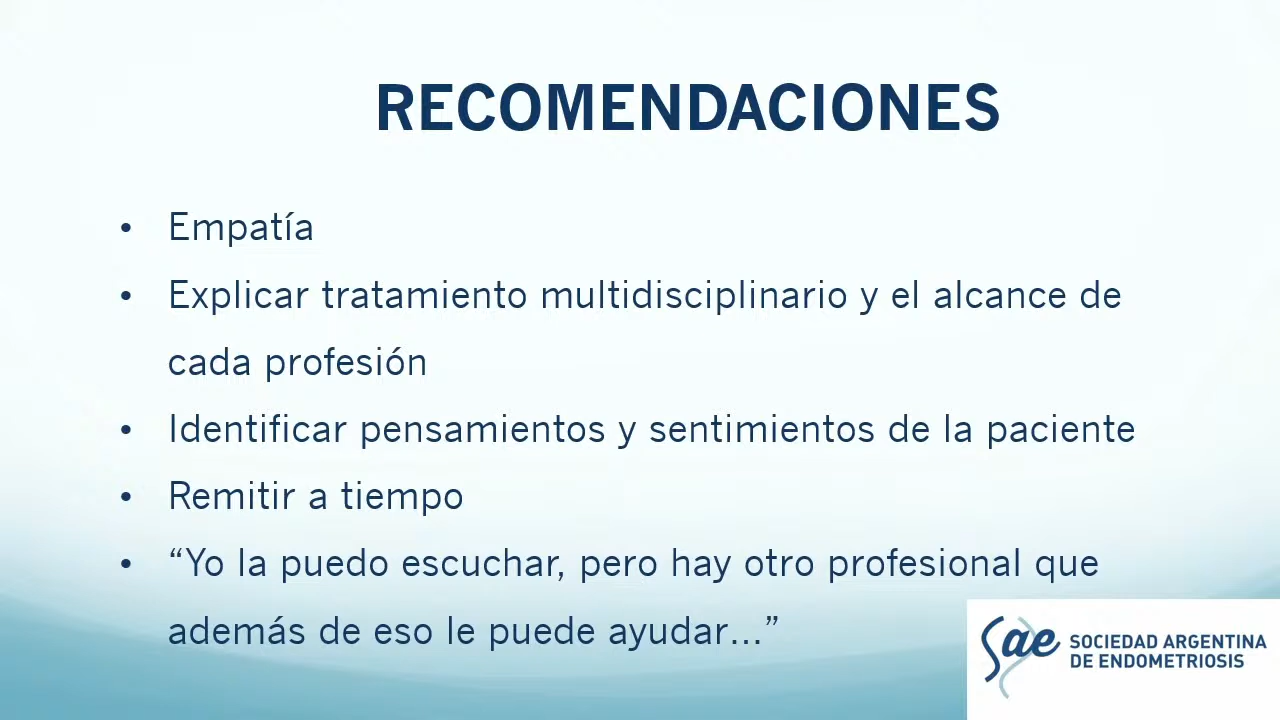 RECOMENDACIONES
• Empatía
• Explicar tratamiento multidisciplinario y el alcance de
cada profesión
• Identificar pensamientos y sentimientos de la paciente
• Remitir a tiempo
• “Yo la puedo escuchar, pero hay otro profesional que
además de eso le puede ayudar...”
Sae SOCIEDAD ARGENTINA
DE ENDOMETRIOSIS